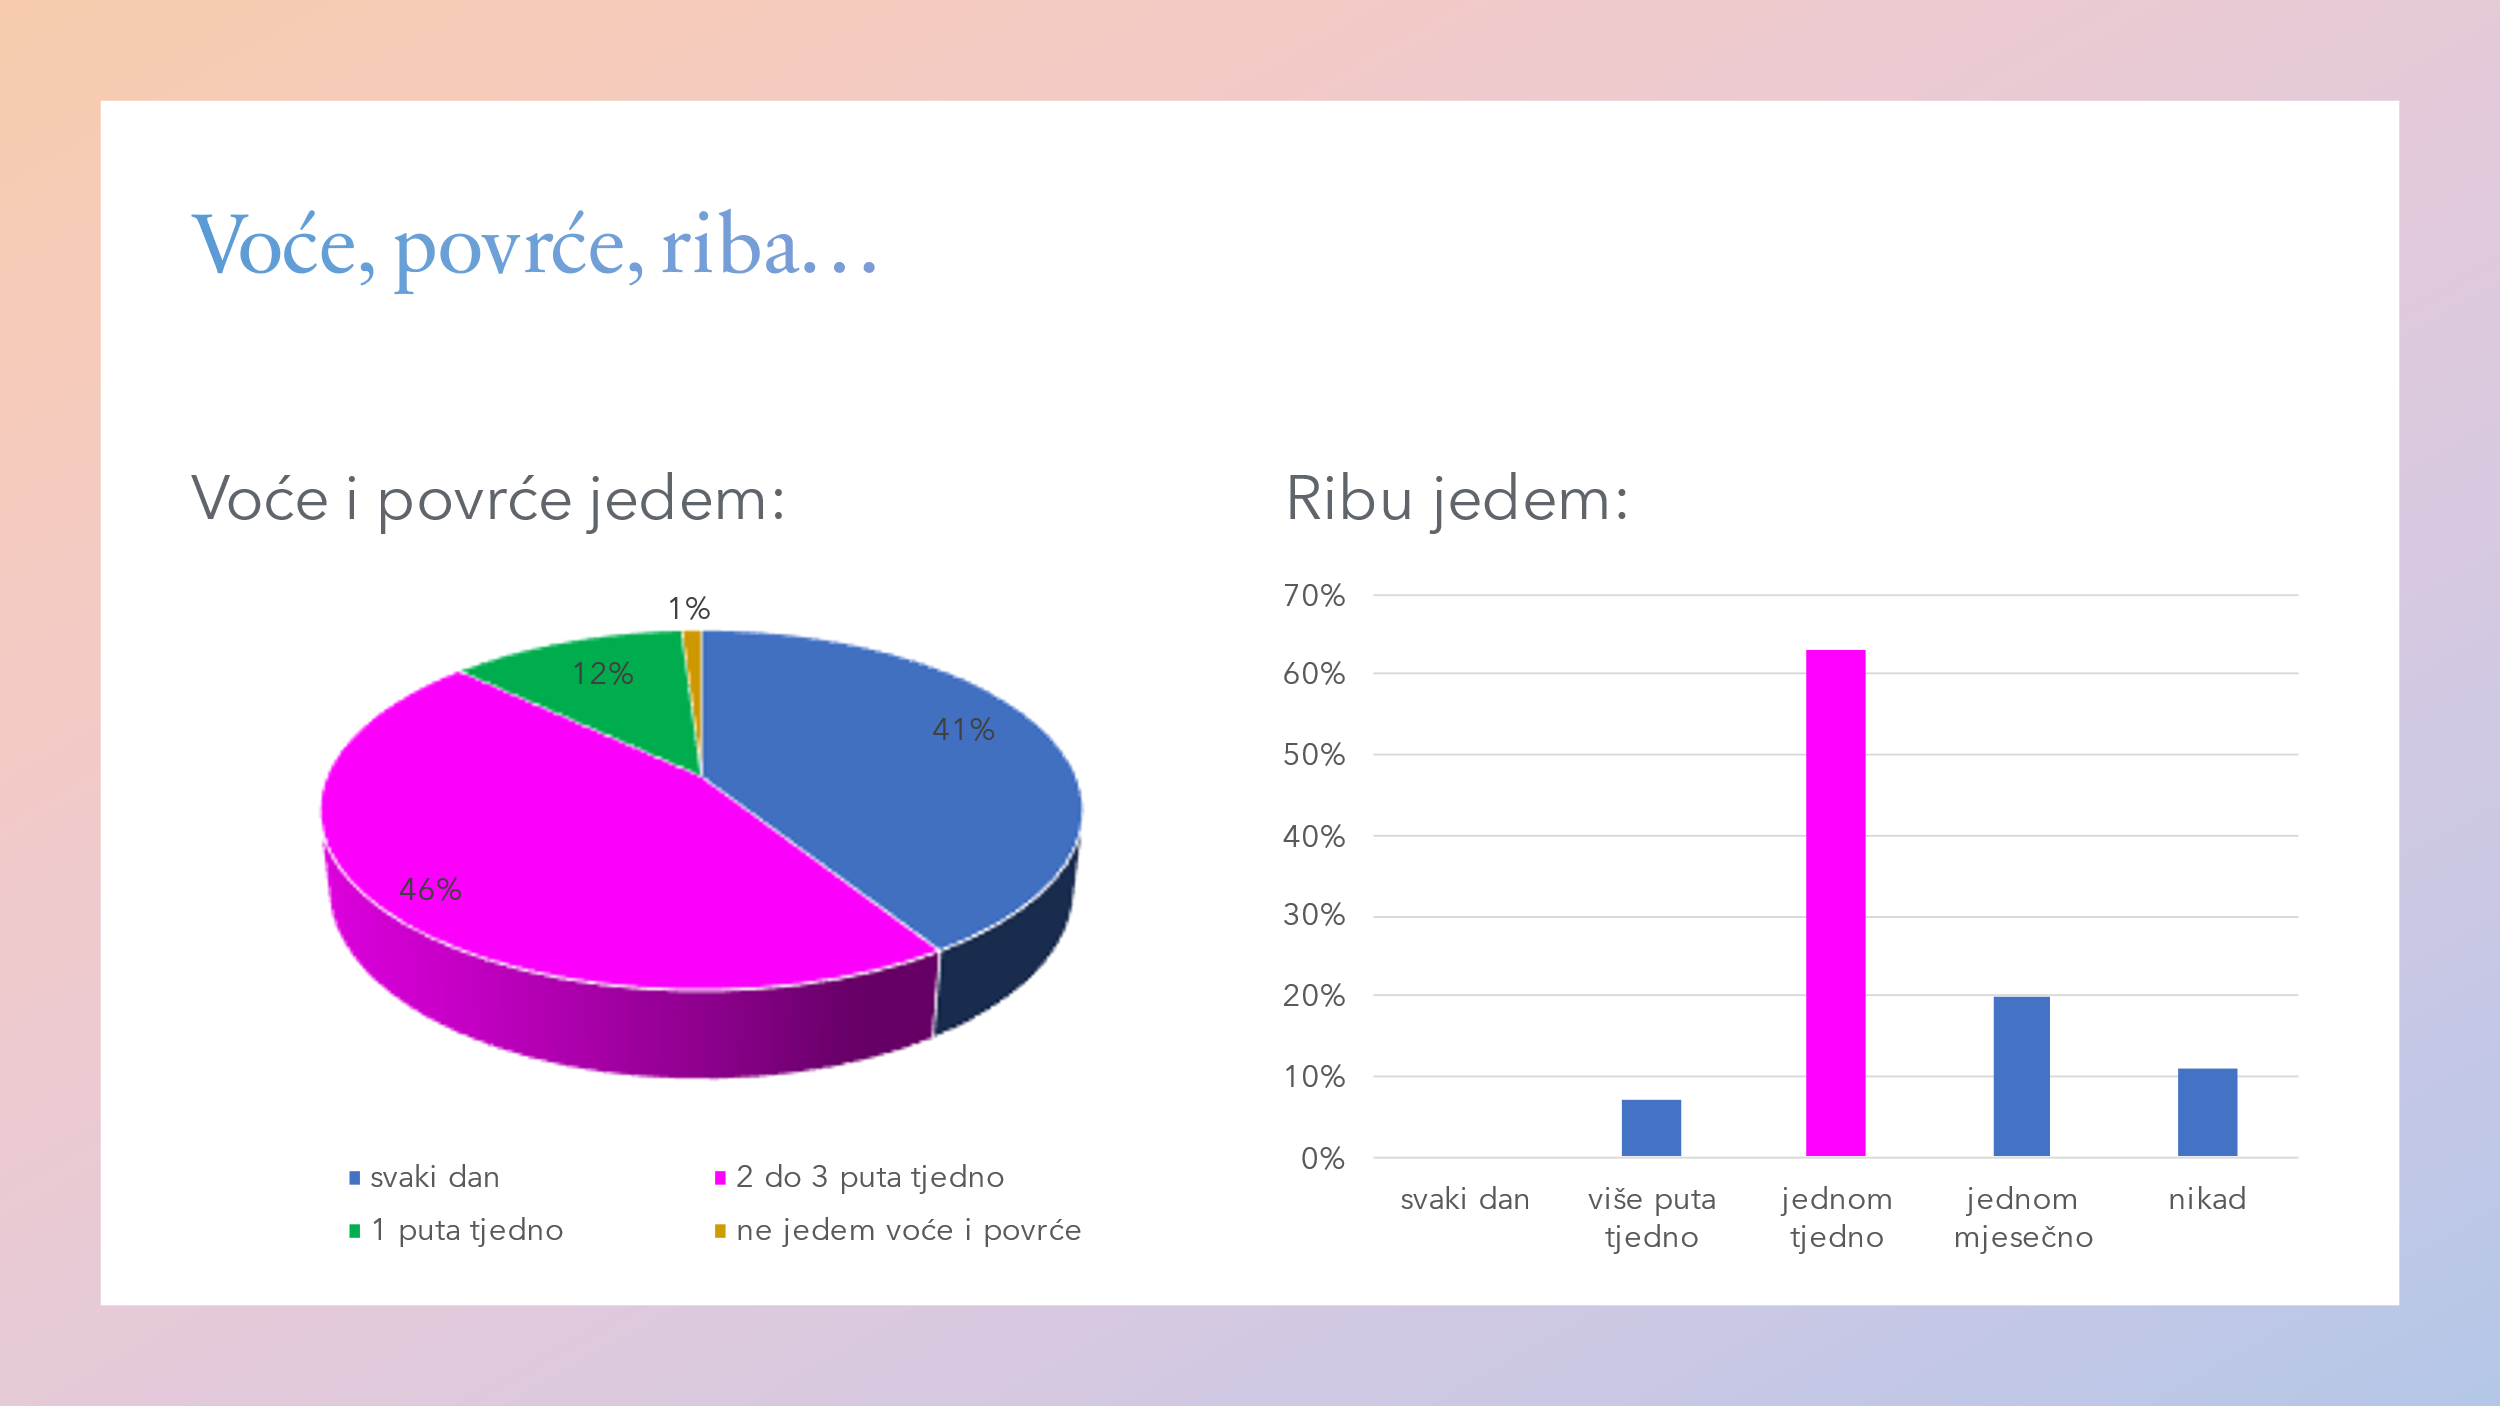 Voće, povrće, riba...
Voće i povrće jedem:
1%
12%
41%
46%
svaki dan
2 do 3 puta tjedno
1 puta tjedno
ne jedem voće i povrće
Ribu jedem:
70%
60%
50%
40%
30%
20%
10%
0%
svaki dan
više puta
tjedno
jednom
tjedno
jednom
mjesečno
nikad